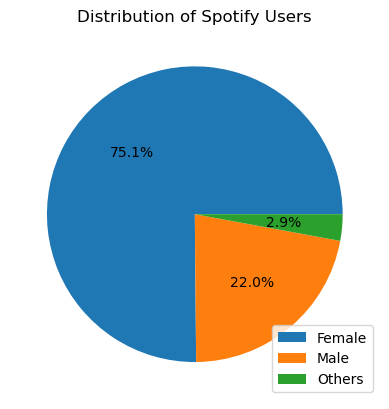 Distribution of Spotify Users
75.1%
2.9%
22.0%
Female
Male
Others